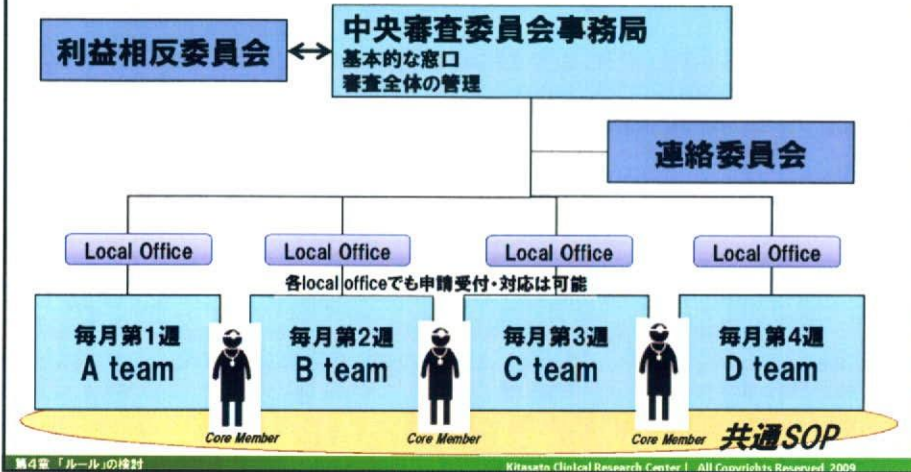 中央審査委員会事務局
基本的な窓口
審査全体の管理
利益相反委員会
連絡委員会
Local Office
Local Office
Local Office
Local Office
各local officeでも申請受付・対応は可能
毎月第1週
A team
毎月第2週
B team
毎月第3週
C team
毎月第4週
D team
Core Member
Core Member
Core Member
共通SOP
第4章 「ルール」の検討
Kitasato Clinical Research Center | All Copyrights Reserved 2009